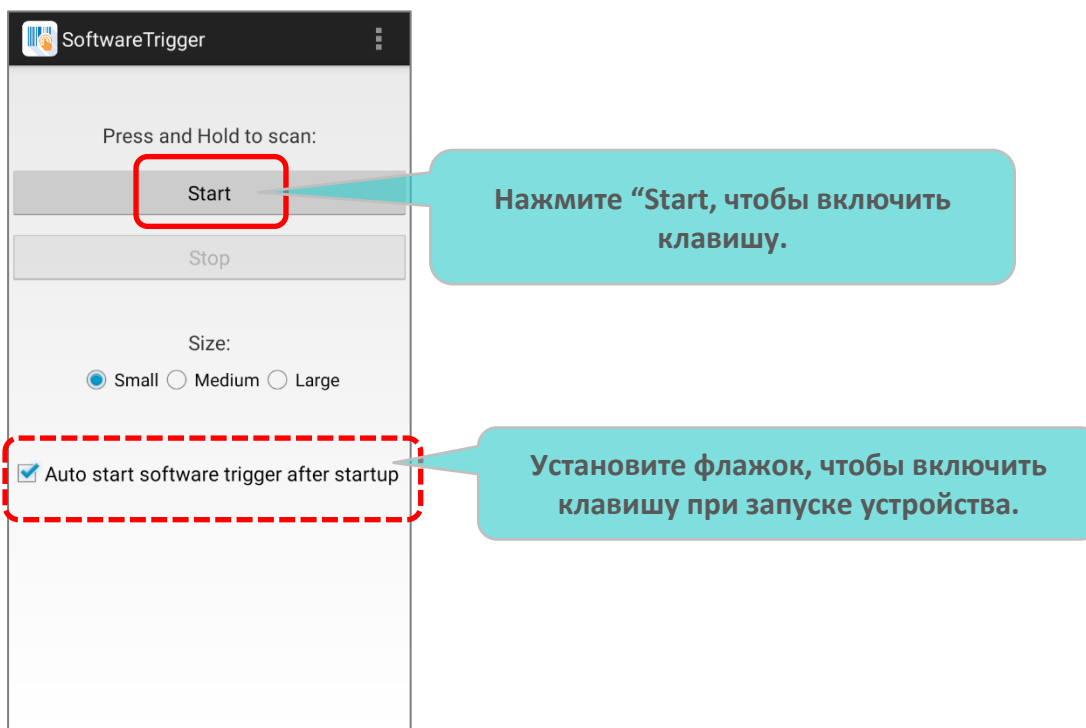 SoftwareTrigger
Press and Hold to scan:
Start
Нажмите “Start, чтобы включить
клавишу.
Stop
Size:
Small Medium Large
Auto start software trigger after startup
Установите флажок, чтобы включить
клавишу при запуске устройства.